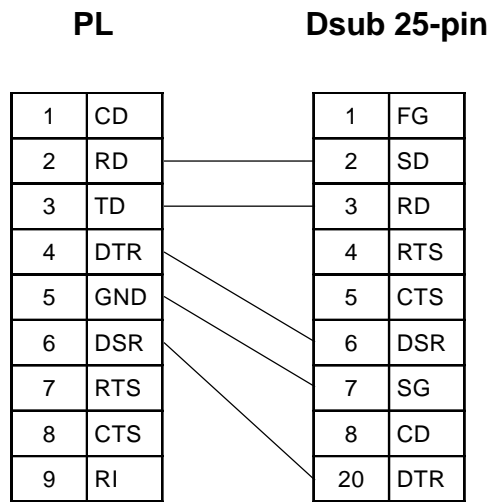 PL Dsub 25-pin
1 CD 1 FG
2 RD 2 SD
3 TD 3 RD
4 DTR 4 RTS
5 GND 5 CTS
6 DSR 6 DSR
7 RTS 7 SG
8 CTS 8 CD
9 RI 20 DTR